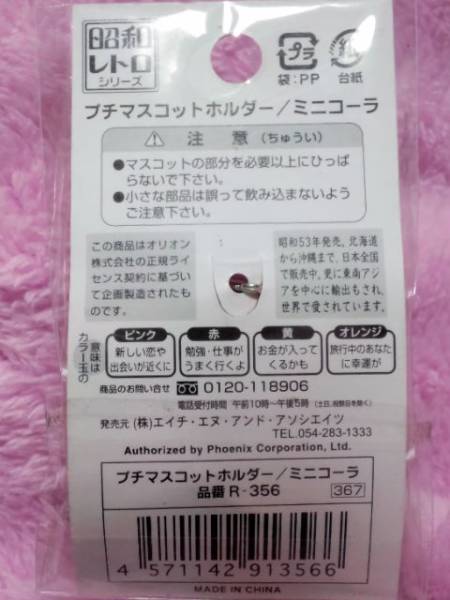 昭和
レトロ
シリーズ
プラ
袋:PP
紙
台紙
プチマスコットホルダー/ミニコーラ
注意(ちゅうい)
●マスコットの部分を必要以上にひっぱ
らないで下さい。
●小さな部品は誤って飲み込まないよう
ご注意下さい。
この商品はオリオン
株式会社の正規ライ
センス契約に基づい
て企画製造されたも
のです。
昭和53年発売。北海道
から沖縄まで、日本全国
で販売中。更に東南アジ
アを中心に輸出もされ、
世界で愛されています。
カラー玉の
意味は
ピンク
新しい恋や
出会いが近くに
赤
勉強・仕事が
うまく行くよ
黄
お金が入って
くるかも
オレンジ
旅行中のあなた
に幸運が
商品のお問い合せ 0120-118906
電話受付時間 午前10時〜午後5時(土日、祝祭日を除く)
発売元 (株)エイチ・エヌ・アンド・アソシエイツ
TEL.054-283-1333
Authorized by Phoenix Corporation, Ltd.
プチマスコットホルダー/ミニコーラ
品番 R-356 367
4 571142 913566
MADE IN CHINA